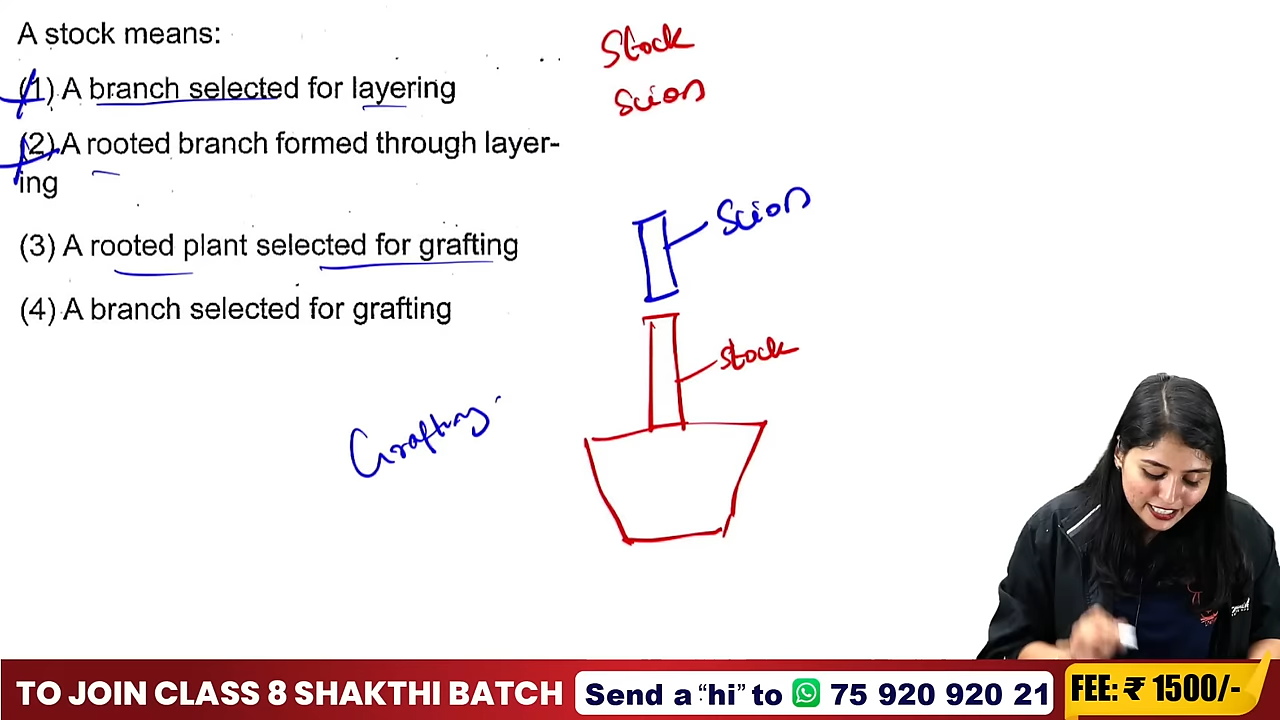 A stock means:
(1) A branch selected for layering
(2) A rooted branch formed through layer-
ing
(3) A rooted plant selected for grafting
(4) A branch selected for grafting
Stock
Scion
Scion
Stock
Grafting
TO JOIN CLASS 8 SHAKTHI BATCH Send a “hi” to 75 920 920 21 FEE: ₹ 1500/-